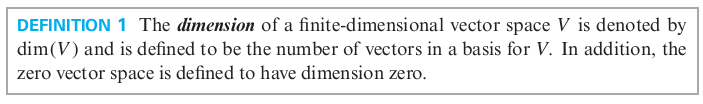 DEFINITION 1 The dimension of a finite-dimensional vector space V is denoted by
dim(V) and is defined to be the number of vectors in a basis for V. In addition, the
zero vector space is defined to have dimension zero.